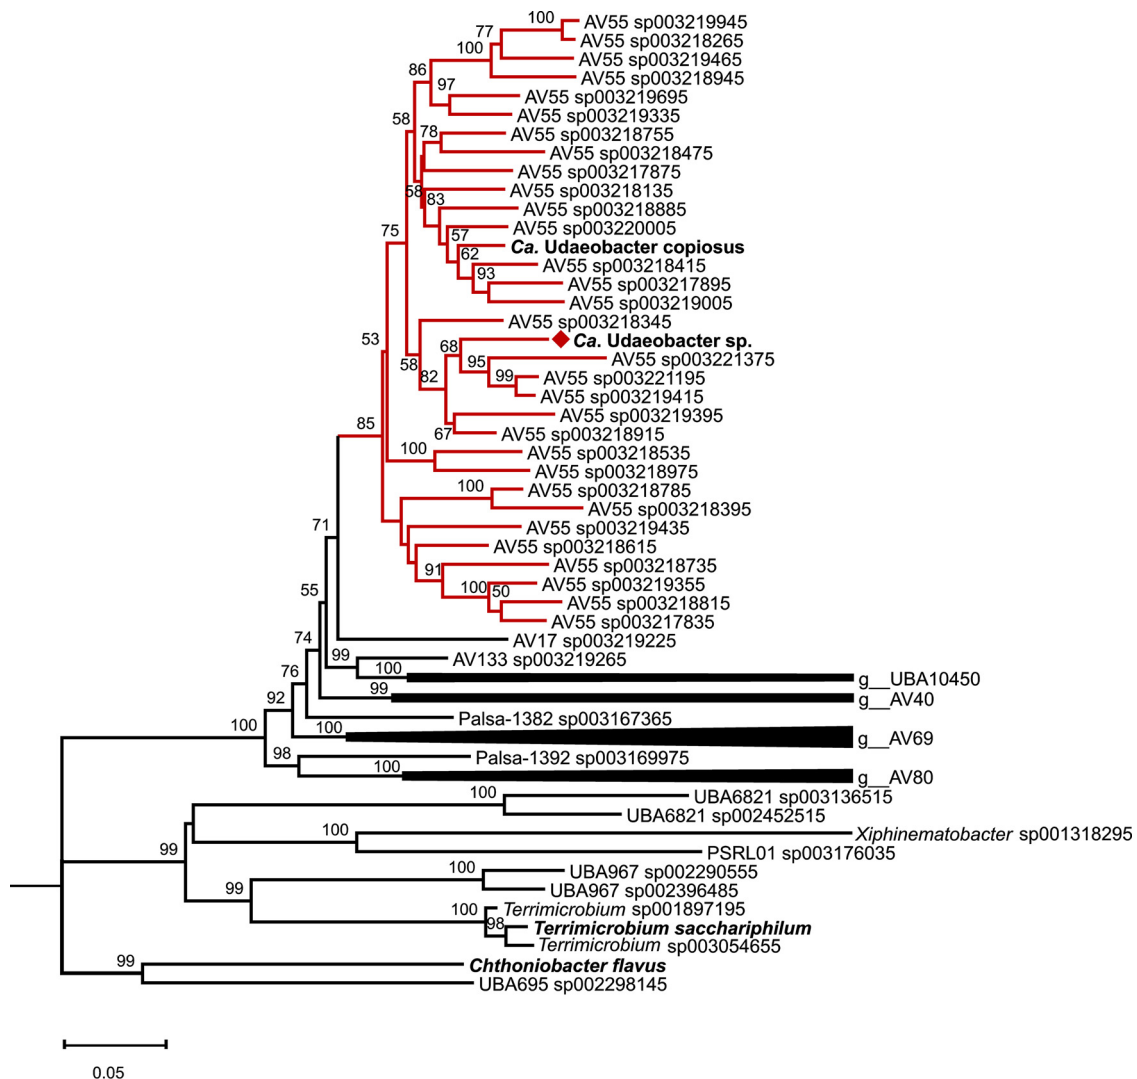 100
AV55 sp003219945
77
AV55 sp003218265
100
AV55 sp003219465
86
AV55 sp003218945
97
AV55 sp003219695
AV55 sp003219335
58
78
AV55 sp003218755
AV55 sp003218475
AV55 sp003217875
58
AV55 sp003218135
83
AV55 sp003218885
AV55 sp003220005
75
57
Ca. Udaeobacter copiosus
62
AV55 sp003218415
93
AV55 sp003217895
AV55 sp003219005
AV55 sp003218345
53
68
Ca. Udaeobacter sp.
58
95
AV55 sp003221375
82
99
AV55 sp003221195
AV55 sp003219415
AV55 sp003219395
85
67
AV55 sp003218915
100
AV55 sp003218535
AV55 sp003218975
100
AV55 sp003218785
AV55 sp003218395
71
AV55 sp003219435
AV55 sp003218615
91
AV55 sp003218735
55
100
50
AV55 sp003219355
AV55 sp003218815
AV55 sp003217835
74
AV17 sp003219225
99
AV133 sp003219265
76
100
g__UBA10450
92
99
g__AV40
Palsa-1382 sp003167365
100
100
g__AV69
98
Palsa-1392 sp003169975
100
g__AV80
100
UBA6821 sp003136515
UBA6821 sp002452515
100
Xiphinematobacter sp001318295
99
PSRL01 sp003176035
100
UBA967 sp002290555
99
UBA967 sp002396485
100
Terrimicrobium sp001897195
98
Terrimicrobium sacchariphilum
Terrimicrobium sp003054655
99
Chthoniobacter flavus
UBA695 sp002298145
0.05